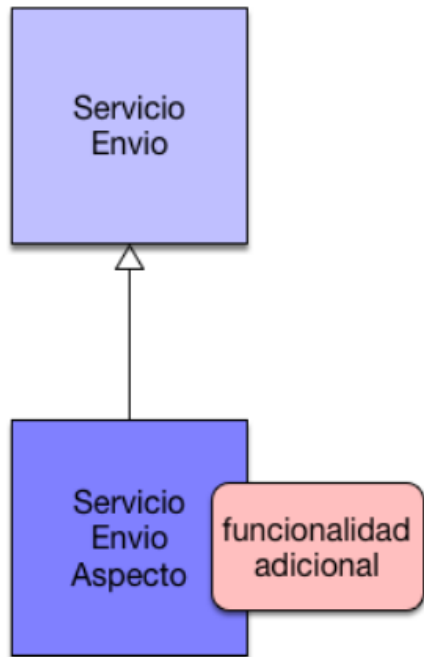 Servicio
Envio
Servicio
Envio
Aspecto
funcionalidad
adicional